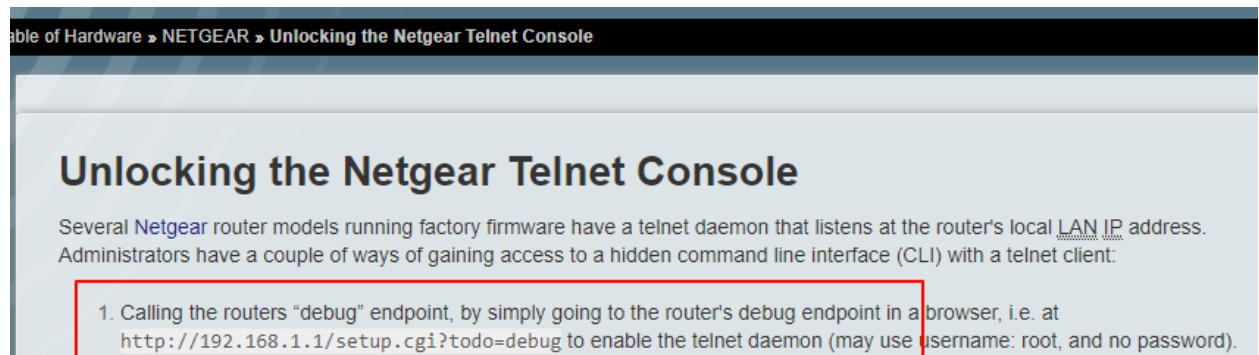 able of Hardware » NETGEAR » Unlocking the Netgear Telnet Console
Unlocking the Netgear Telnet Console
Several Netgear router models running factory firmware have a telnet daemon that listens at the router's local LAN IP address.
Administrators have a couple of ways of gaining access to a hidden command line interface (CLI) with a telnet client:
1. Calling the routers “debug” endpoint, by simply going to the router's debug endpoint in a browser, i.e. at
http://192.168.1.1/setup.cgi?todo=debug to enable the telnet daemon (may use username: root, and no password).